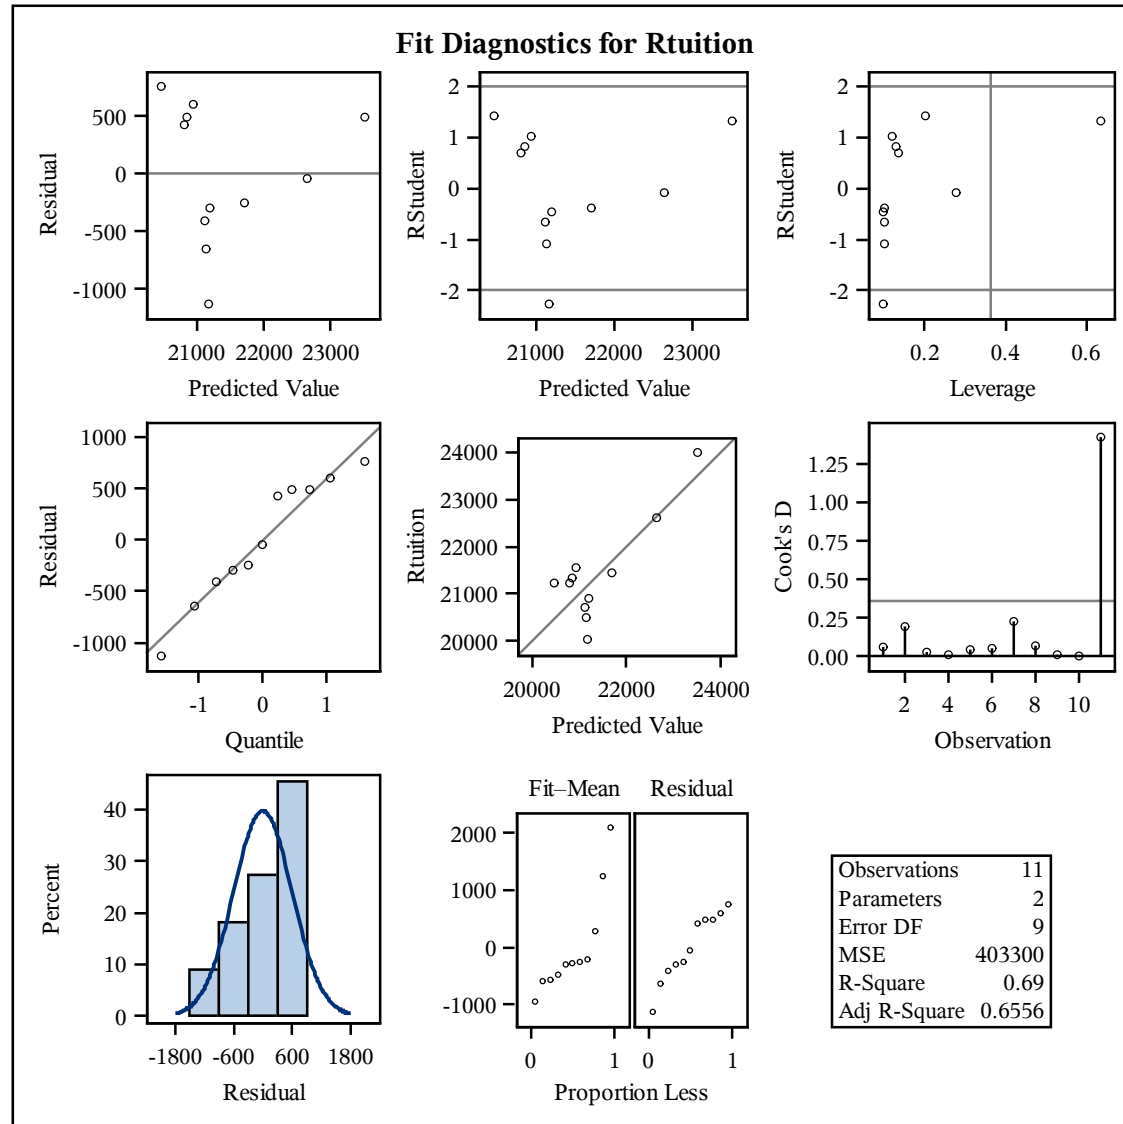 Fit Diagnostics for Rtuition
Residual
500
0
-500
-1000
21000 22000 23000
Predicted Value
RStudent
2
1
0
-1
-2
21000 22000 23000
Predicted Value
RStudent
2
1
0
-1
-2
0.2 0.4 0.6
Leverage
Residual
1000
500
0
-500
-1000
-1 0 1
Quantile
Rtuition
24000
23000
22000
21000
20000
20000 22000 24000
Predicted Value
Cook's D
1.25
1.00
0.75
0.50
0.25
0.00
2 4 6 8 10
Observation
Percent
40
30
20
10
0
-1800 -600 600 1800
Residual
Fit–Mean Residual
2000
1000
0
-1000
0 1 0 1
Proportion Less
Observations 11
Parameters 2
Error DF 9
MSE 403300
R-Square 0.69
Adj R-Square 0.6556